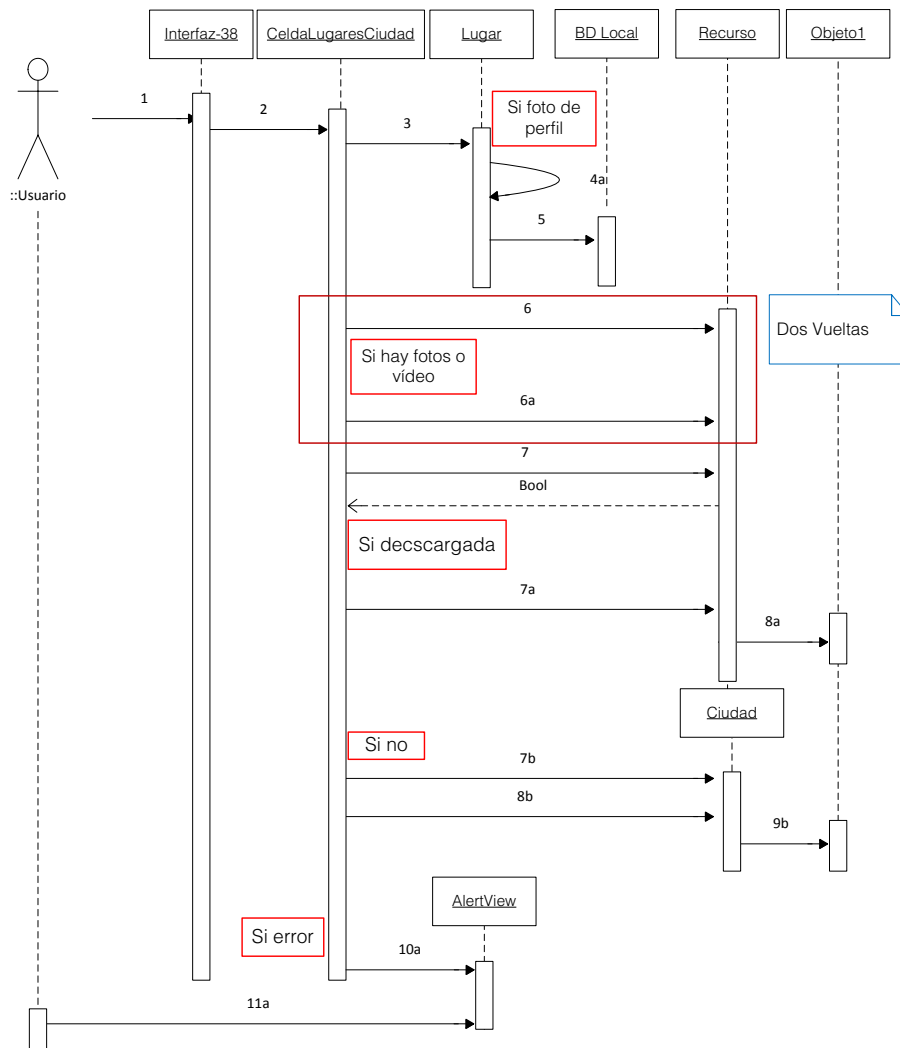 Interfaz-38
CeldaLugaresCiudad
Lugar
BD Local
Recurso
Objeto1
::Usuario
1
2
3
Si foto de
perfil
4a
5
6
Si hay fotos o
vídeo
6a
Dos Vueltas
7
Bool
Si decscargada
7a
8a
Ciudad
Si no
7b
8b
9b
AlertView
Si error
10a
11a